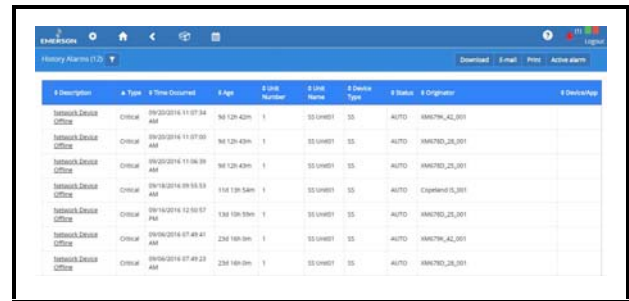 EMERSON
(1)
Logout
History Alarms (12)
Download E-mail Print Active alarm
Description Type Time Occurred Age Unit Number Unit Name Device Type Status Originator Device/App
Network Device Offline Critical 09/20/2016 11:07:34 AM 9d 12h 42m 1 SS Unit01 SS AUTO XM679K_42_001
Network Device Offline Critical 09/20/2016 11:07:00 AM 9d 12h 43m 1 SS Unit01 SS AUTO XM678D_28_001
Network Device Offline Critical 09/20/2016 11:06:39 AM 9d 12h 43m 1 SS Unit01 SS AUTO XM678D_25_001
Network Device Offline Critical 09/18/2016 09:55:53 AM 11d 13h 54m 1 SS Unit01 SS AUTO Copeland IS_001
Network Device Offline Critical 09/16/2016 12:50:57 PM 13d 10h 59m 1 SS Unit01 SS AUTO XM678D_25_001
Network Device Offline Critical 09/06/2016 07:49:41 AM 23d 16h 0m 1 SS Unit01 SS AUTO XM679K_42_001
Network Device Offline Critical 09/06/2016 07:49:23 AM 23d 16h 0m 1 SS Unit01 SS AUTO XM678D_28_001